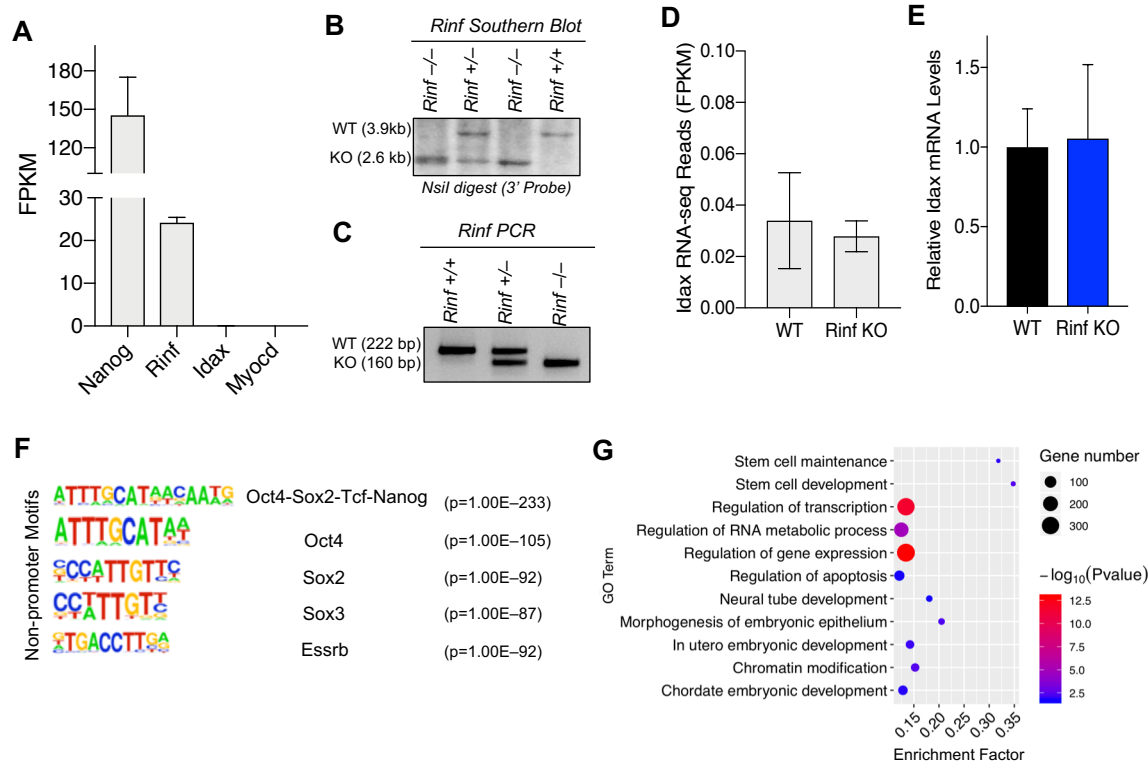 A
FPKM
180
150
120
30
20
10
0
Nanog
Rinf
Idax
Myocd
B
Rinf Southern Blot
Rinf –/–
Rinf +/–
Rinf –/–
Rinf +/+
WT (3.9kb)
KO (2.6 kb)
NsiI digest (3' Probe)
C
Rinf PCR
Rinf +/+
Rinf +/–
Rinf –/–
WT (222 bp)
KO (160 bp)
D
Idax RNA-seq Reads (FPKM)
0.10
0.08
0.06
0.04
0.02
0.00
WT
Rinf KO
E
Relative Idax mRNA Levels
1.5
1.0
0.5
0.0
WT
Rinf KO
F
Non-promoter Motifs
ATTTGCATAACAATG
Oct4-Sox2-Tcf-Nanog
(p=1.00E–233)
ATTTGCATAA
Oct4
(p=1.00E–105)
CCCATTGTTC
Sox2
(p=1.00E–92)
CCTTTGTT
Sox3
(p=1.00E–87)
TGACCTTG
Essrb
(p=1.00E–92)
G
GO Term
Stem cell maintenance
Stem cell development
Regulation of transcription
Regulation of RNA metabolic process
Regulation of gene expression
Regulation of apoptosis
Neural tube development
Morphogenesis of embryonic epithelium
In utero embryonic development
Chromatin modification
Chordate embryonic development
0.15
0.20
0.25
0.30
0.35
Enrichment Factor
Gene number
100
200
300
−log10(Pvalue)
12.5
10.0
7.5
5.0
2.5